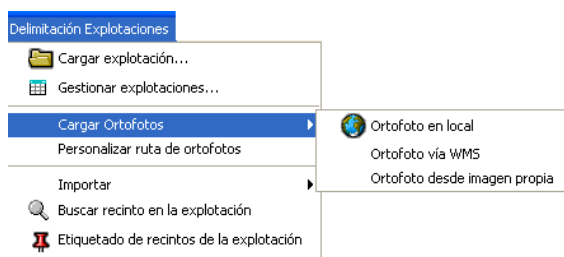 Delimitación Explotaciones
Cargar explotación...
Gestionar explotaciones...
Cargar Ortofotos
Personalizar ruta de ortofotos
Importar
Buscar recinto en la explotación
Etiquetado de recintos de la explotación
Ortofoto en local
Ortofoto vía WMS
Ortofoto desde imagen propia